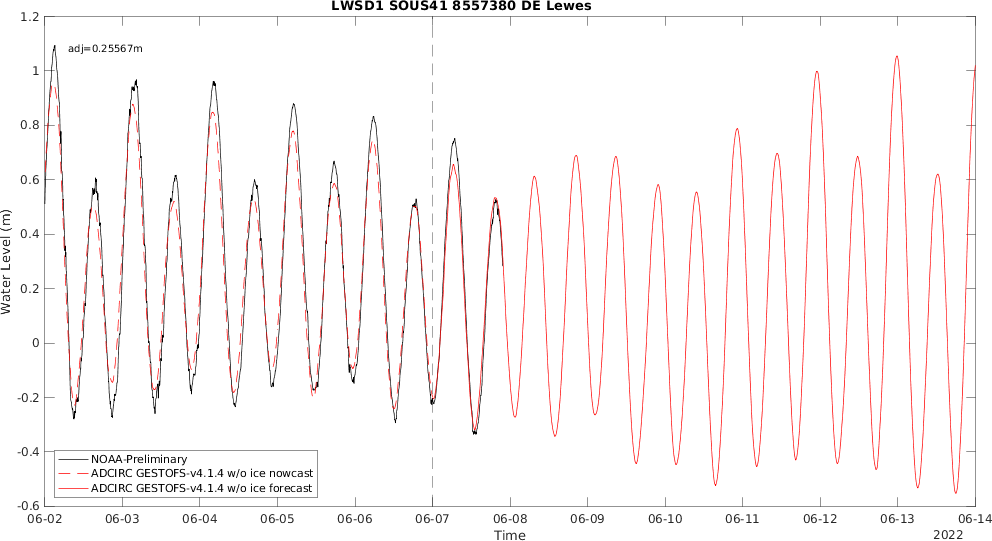 LWSD1 SOUS41 8557380 DE Lewes
1.2
adj=0.25567m
1
0.8
0.6
0.4
0.2
0
-0.2
-0.4
-0.6
Water Level (m)
NOAA-Preliminary
ADCIRC GESTOFS-v4.1.4 w/o ice nowcast
ADCIRC GESTOFS-v4.1.4 w/o ice forecast
06-02 06-03 06-04 06-05 06-06 06-07 06-08 06-09 06-10 06-11 06-12 06-13 06-14
Time
2022